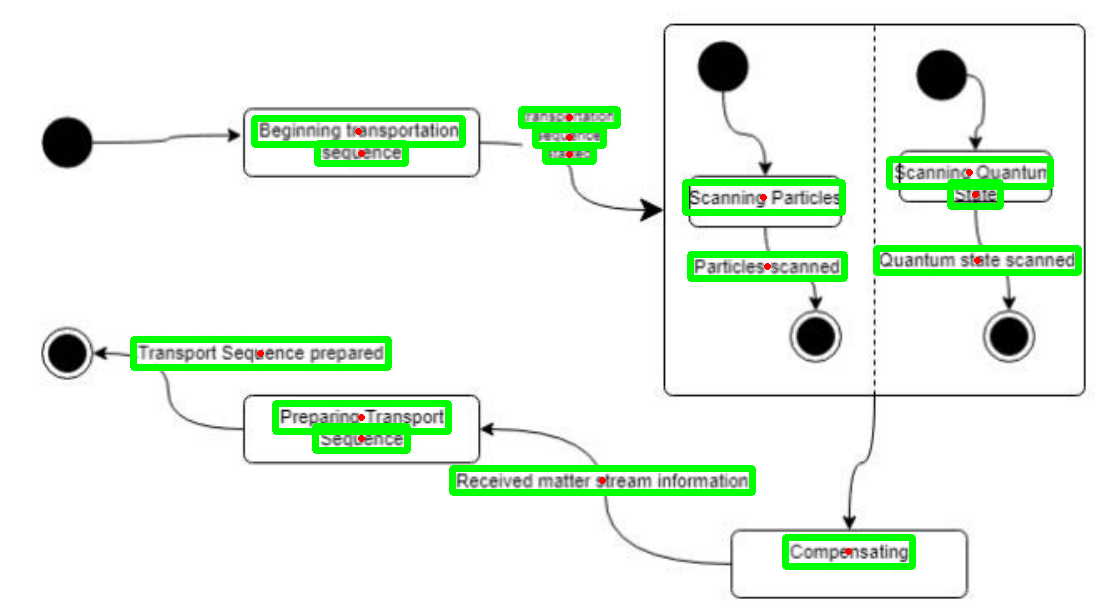 Beginning transportation
sequence
transportation
sequence
started
Scanning Particles
Particles scanned
Scanning Quantum
State
Quantum state scanned
Transport Sequence prepared
Preparing Transport
Sequence
Received matter stream information
Compensating